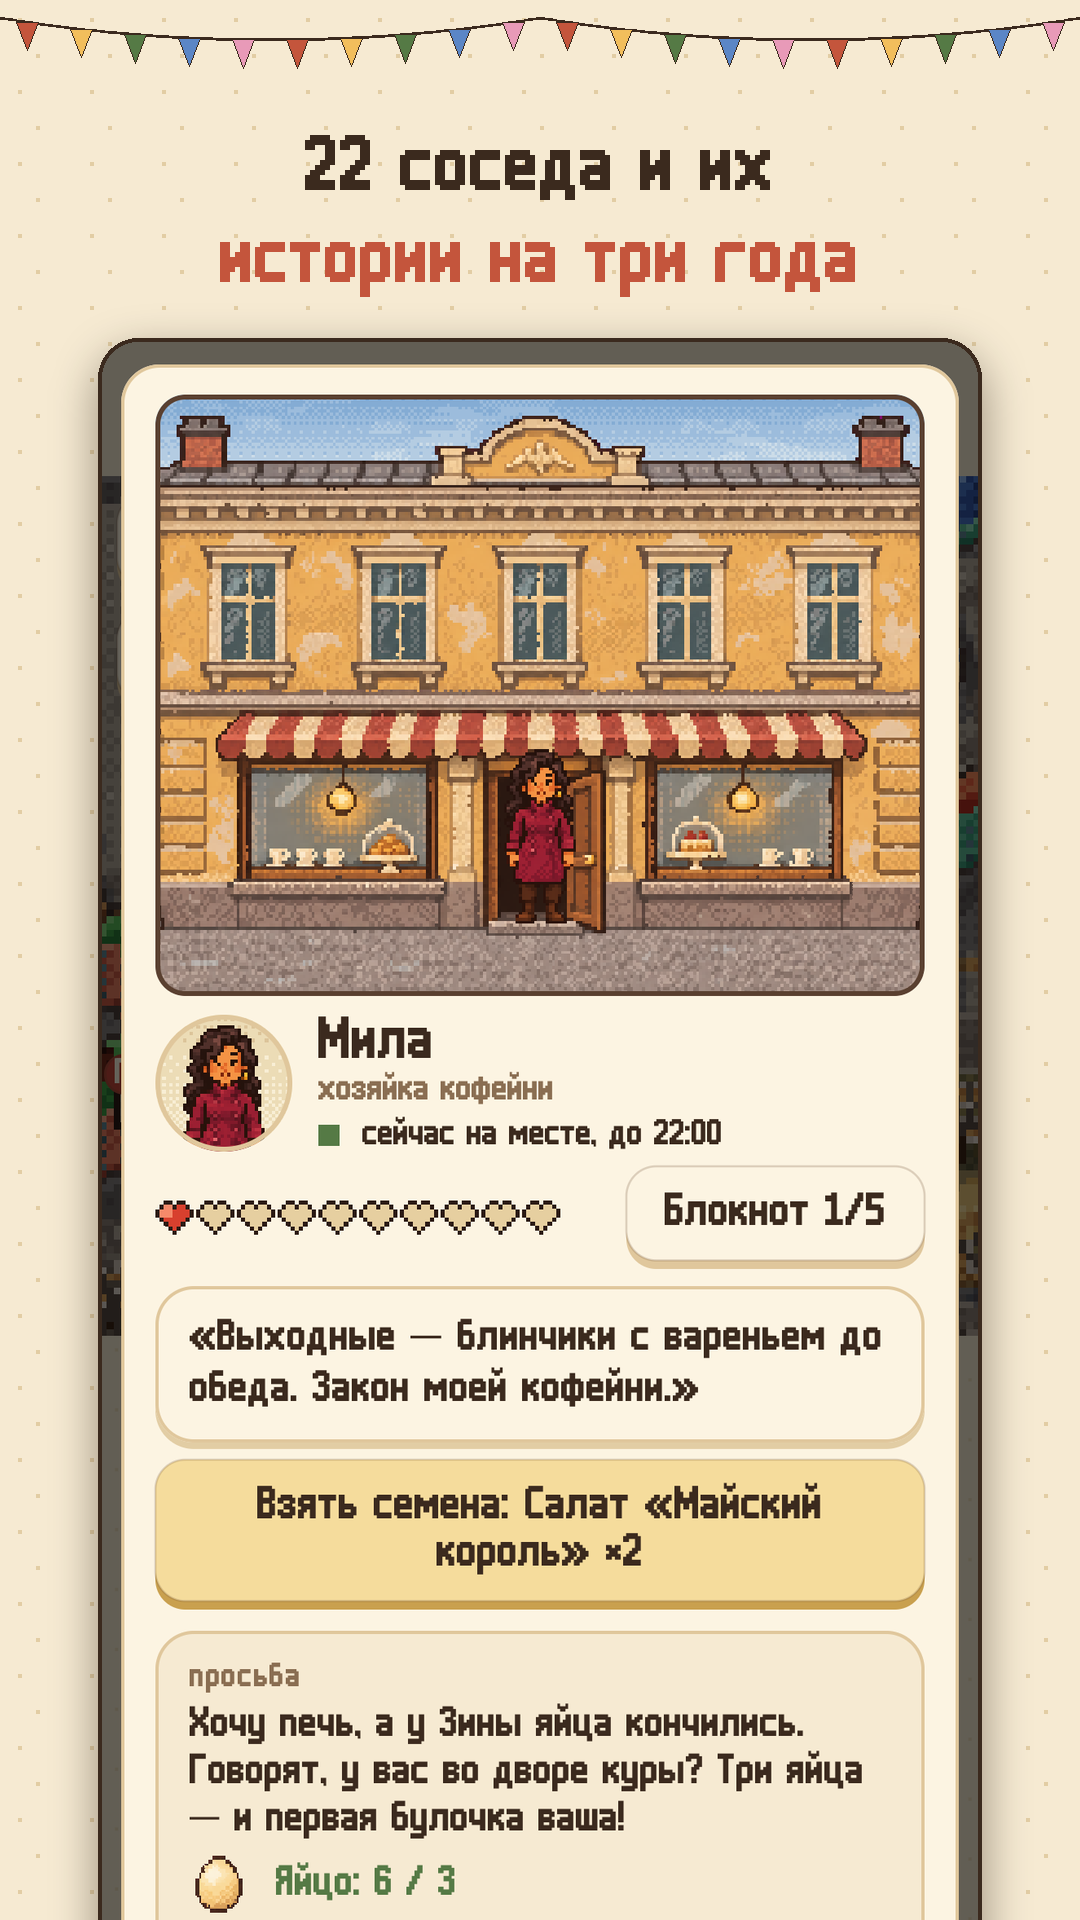 22 соседа и их
истории на три года
Мила
хозяйка кофейни
сейчас на месте, до 22:00
Блокнот 1/5
«Выходные — блинчики с вареньем до
обеда. Закон моей кофейни.»
Взять семена: Салат «Майский
король» ×2
просьба
Хочу печь, а у Зины яйца кончились.
Говорят, у вас во дворе куры? Три яйца
— и первая булочка ваша!
Яйцо: 6 / 3